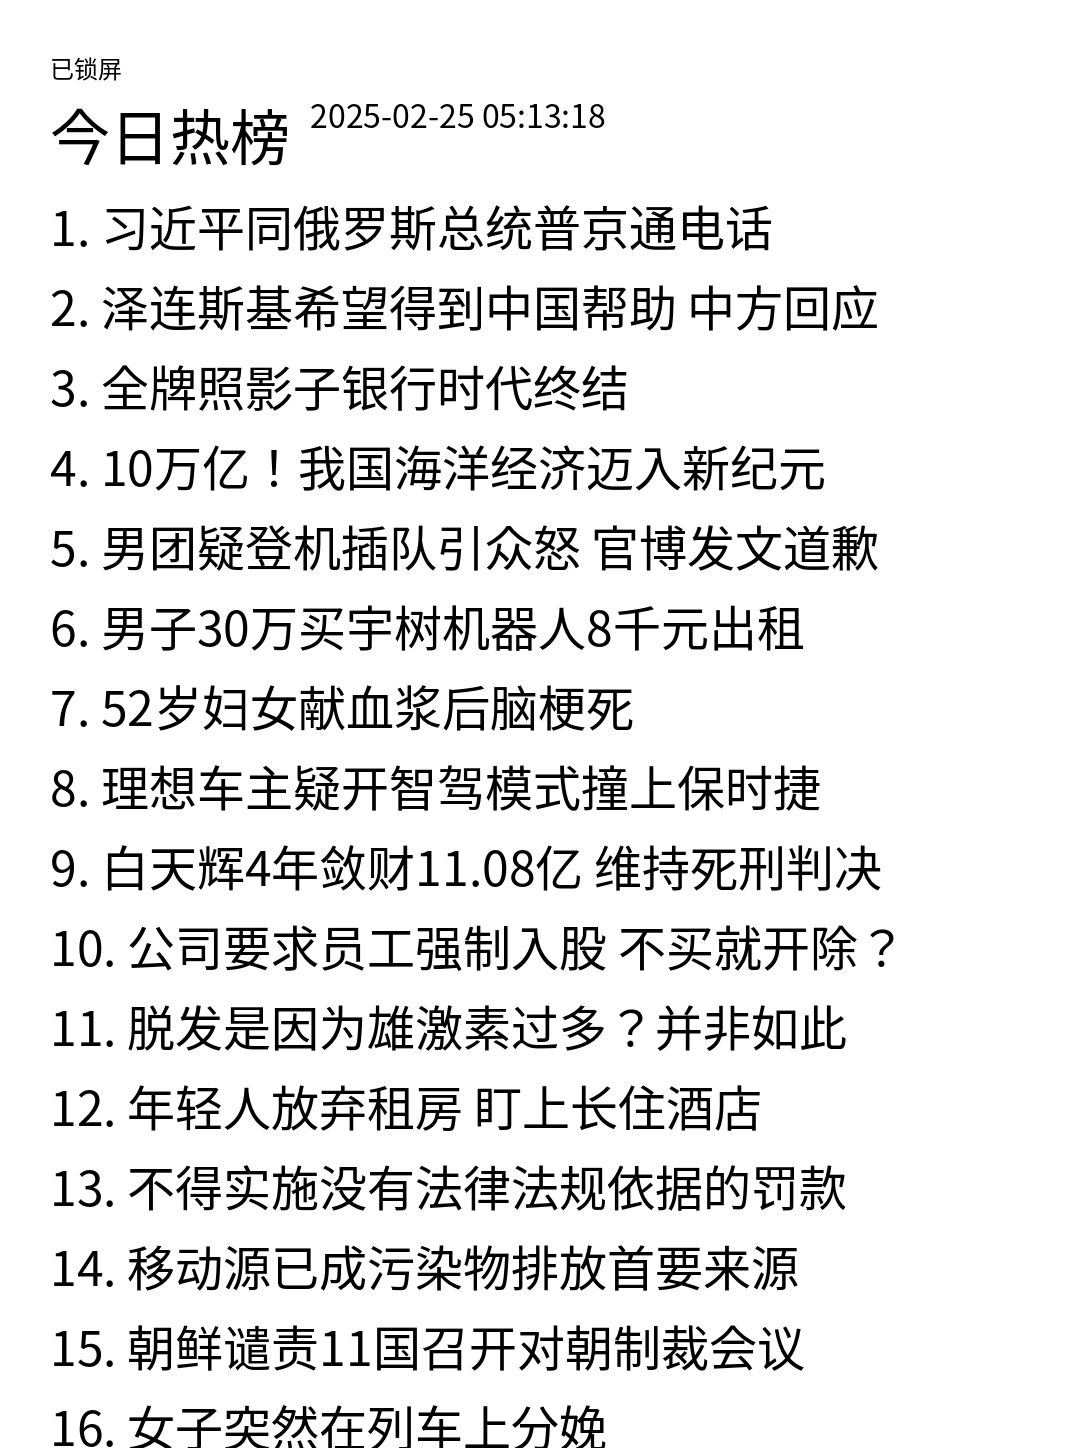 已锁屏
今日热榜 2025-02-25 05:13:18
1. 习近平同俄罗斯总统普京通电话
2. 泽连斯基希望得到中国帮助 中方回应
3. 全牌照影子银行时代终结
4. 10万亿！我国海洋经济迈入新纪元
5. 男团疑登机插队引众怒 官博发文道歉
6. 男子30万买宇树机器人8千元出租
7. 52岁妇女献血浆后脑梗死
8. 理想车主疑开智驾模式撞上保时捷
9. 白天辉4年敛财11.08亿 维持死刑判决
10. 公司要求员工强制入股 不买就开除？
11. 脱发是因为雄激素过多？并非如此
12. 年轻人放弃租房 盯上长住酒店
13. 不得实施没有法律法规依据的罚款
14. 移动源已成污染物排放首要来源
15. 朝鲜谴责11国召开对朝制裁会议
16. 女子突然在列车上分娩